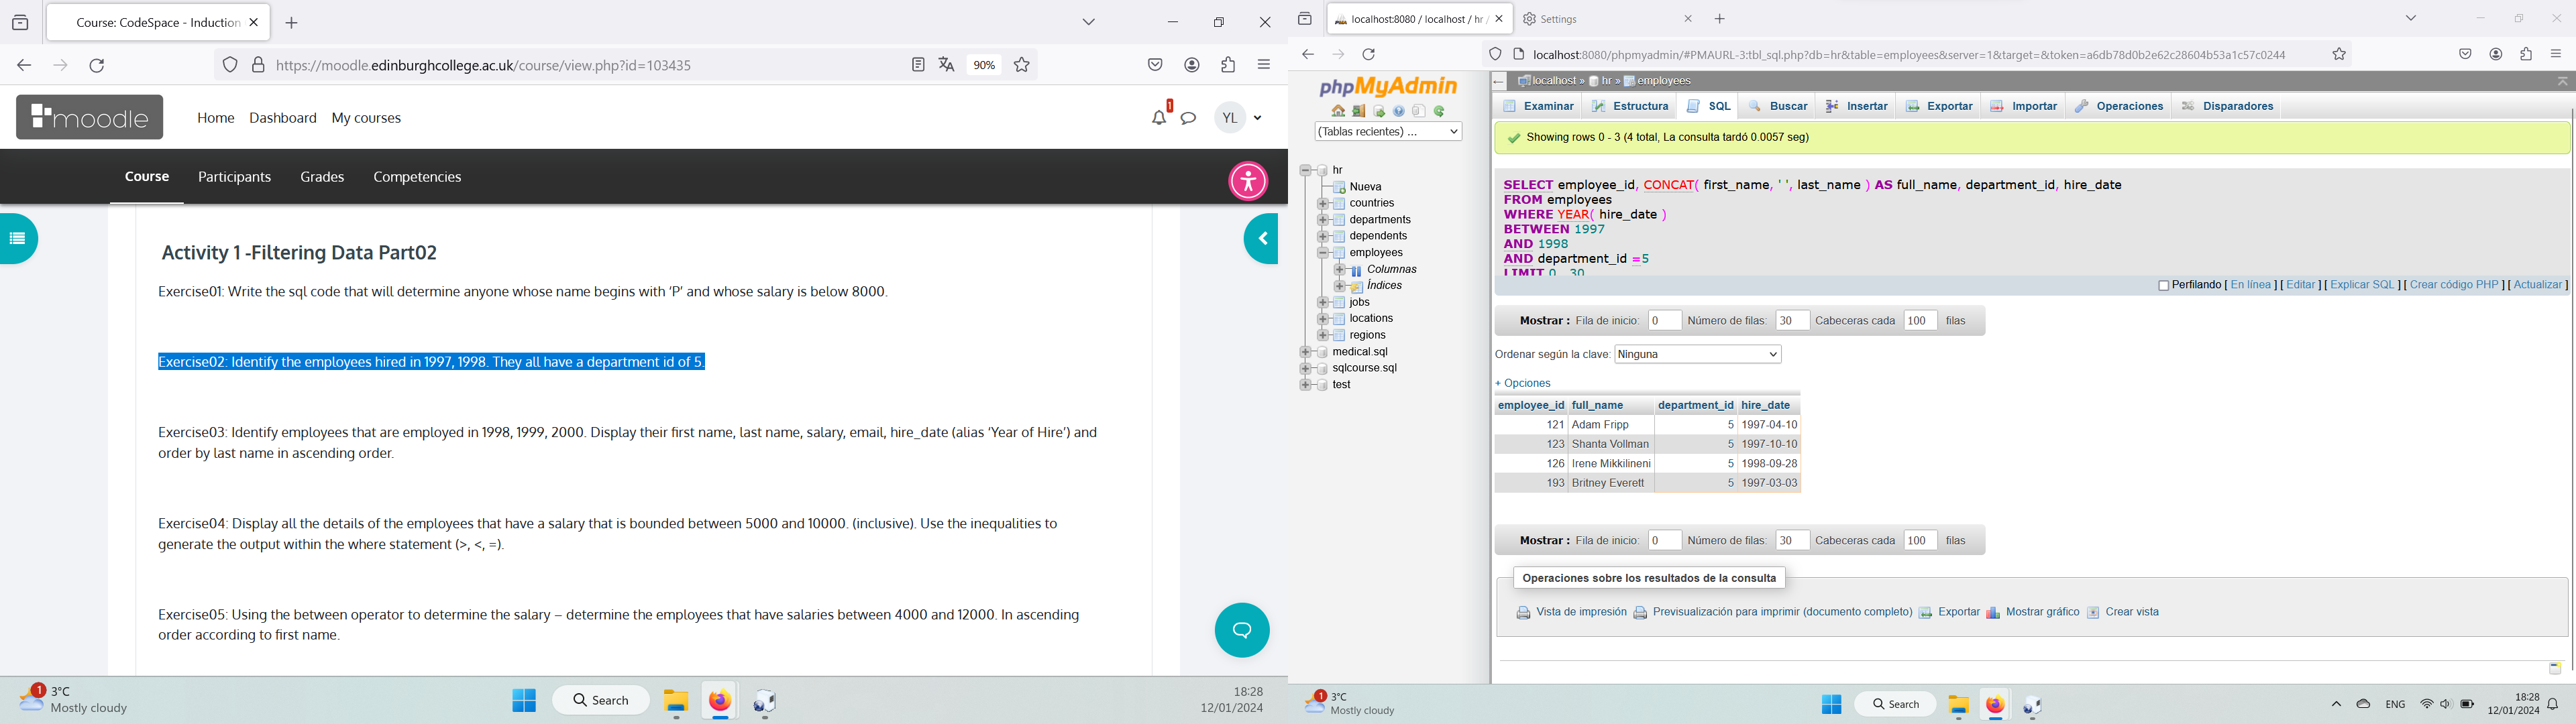 Course: CodeSpace - Induction
https://moodle.edinburghcollege.ac.uk/course/view.php?id=103435
90%
moodle
Home Dashboard My courses
1
YL
Course Participants Grades Competencies
Activity 1 -Filtering Data Part02
Exercise01: Write the sql code that will determine anyone whose name begins with ‘P’ and whose salary is below 8000.
Exercise02: Identify the employees hired in 1997, 1998. They all have a department id of 5.
Exercise03: Identify employees that are employed in 1998, 1999, 2000. Display their first name, last name, salary, email, hire_date (alias ‘Year of Hire’) and
order by last name in ascending order.
Exercise04: Display all the details of the employees that have a salary that is bounded between 5000 and 10000. (inclusive). Use the inequalities to
generate the output within the where statement (>, <, =).
Exercise05: Using the between operator to determine the salary – determine the employees that have salaries between 4000 and 12000. In ascending
order according to first name.
1
3°C
Mostly cloudy
Search
18:28
12/01/2024
localhost:8080 / localhost / hr /
Settings
localhost:8080/phpmyadmin/#PMAURL-3:tbl_sql.php?db=hr&table=employees&server=1&target=&token=a6db78d0b2e62c28604b53a1c57c0244
phpMyAdmin
(Tablas recientes) ...
hr
Nueva
countries
departments
dependents
employees
Columnas
Índices
jobs
locations
regions
medical.sql
sqlcourse.sql
test
localhost » hr » employees
Examinar Estructura SQL Buscar Insertar Exportar Importar Operaciones Disparadores
Showing rows 0 - 3 (4 total, La consulta tardó 0.0057 seg)
SELECT employee_id, CONCAT( first_name, ' ', last_name ) AS full_name, department_id, hire_date
FROM employees
WHERE YEAR( hire_date )
BETWEEN 1997
AND 1998
AND department_id =5
LIMIT 0 , 30
Perfilando [ En línea ] [ Editar ] [ Explicar SQL ] [ Crear código PHP ] [ Actualizar ]
Mostrar : Fila de inicio: 0 Número de filas: 30 Cabeceras cada 100 filas
Ordenar según la clave: Ninguna
+ Opciones
employee_id full_name department_id hire_date
121 Adam Fripp 5 1997-04-10
123 Shanta Vollman 5 1997-10-10
126 Irene Mikkilineni 5 1998-09-28
193 Britney Everett 5 1997-03-03
Mostrar : Fila de inicio: 0 Número de filas: 30 Cabeceras cada 100 filas
Operaciones sobre los resultados de la consulta
Vista de impresión Previsualización para imprimir (documento completo) Exportar Mostrar gráfico Crear vista
1
3°C
Mostly cloudy
Search
ENG
18:28
12/01/2024